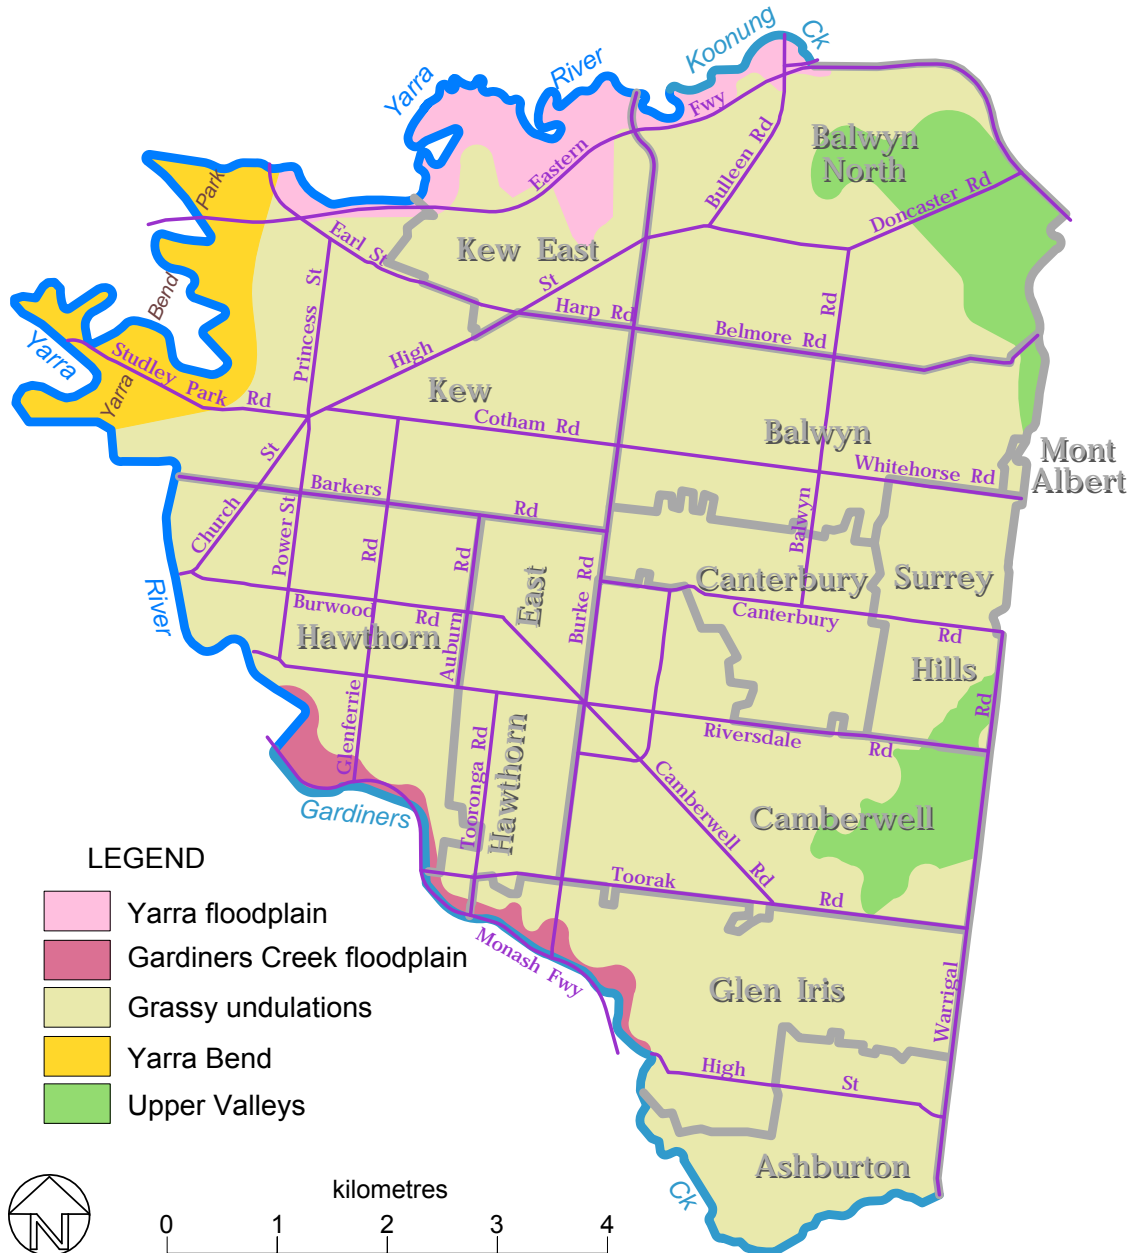 Koonung
Ck
Yarra
River
Fwy
Eastern
Bulleen Rd
Balwyn
North
Doncaster Rd
Park
Bend
Yarra
Earl St
Kew East
St
Princess St
Harp Rd
Belmore Rd
Rd
High
Yarra
Studley Park Rd
Kew
Cotham Rd
Balwyn
Whitehorse Rd
Mont
Albert
St
Church
Barkers
Rd
Power St
Rd
Rd
Balwyn
East
Burke Rd
Canterbury
Surrey
Canterbury
Rd
River
Burwood
Rd
Hawthorn
Auburn
Hills
Rd
Glenferrie
Tooronga Rd
Hawthorn
Riversdale
Rd
Camberwell
Rd
Camberwell
Gardiners
Toorak
Rd
LEGEND
Yarra floodplain
Gardiners Creek floodplain
Grassy undulations
Yarra Bend
Upper Valleys
Monash Fwy
Glen Iris
Warrigal
High
St
Ashburton
Ck
N
kilometres
0 1 2 3 4